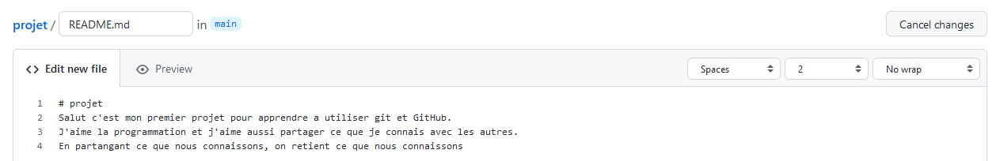 projet / README.md in main Cancel changes
<> Edit new file Preview Spaces 2 No wrap
1 # projet
2 Salut c'est mon premier projet pour apprendre a utiliser git et GitHub.
3 J'aime la programmation et j'aime aussi partager ce que je connais avec les autres.
4 En partangant ce que nous connaissons, on retient ce que nous connaissons